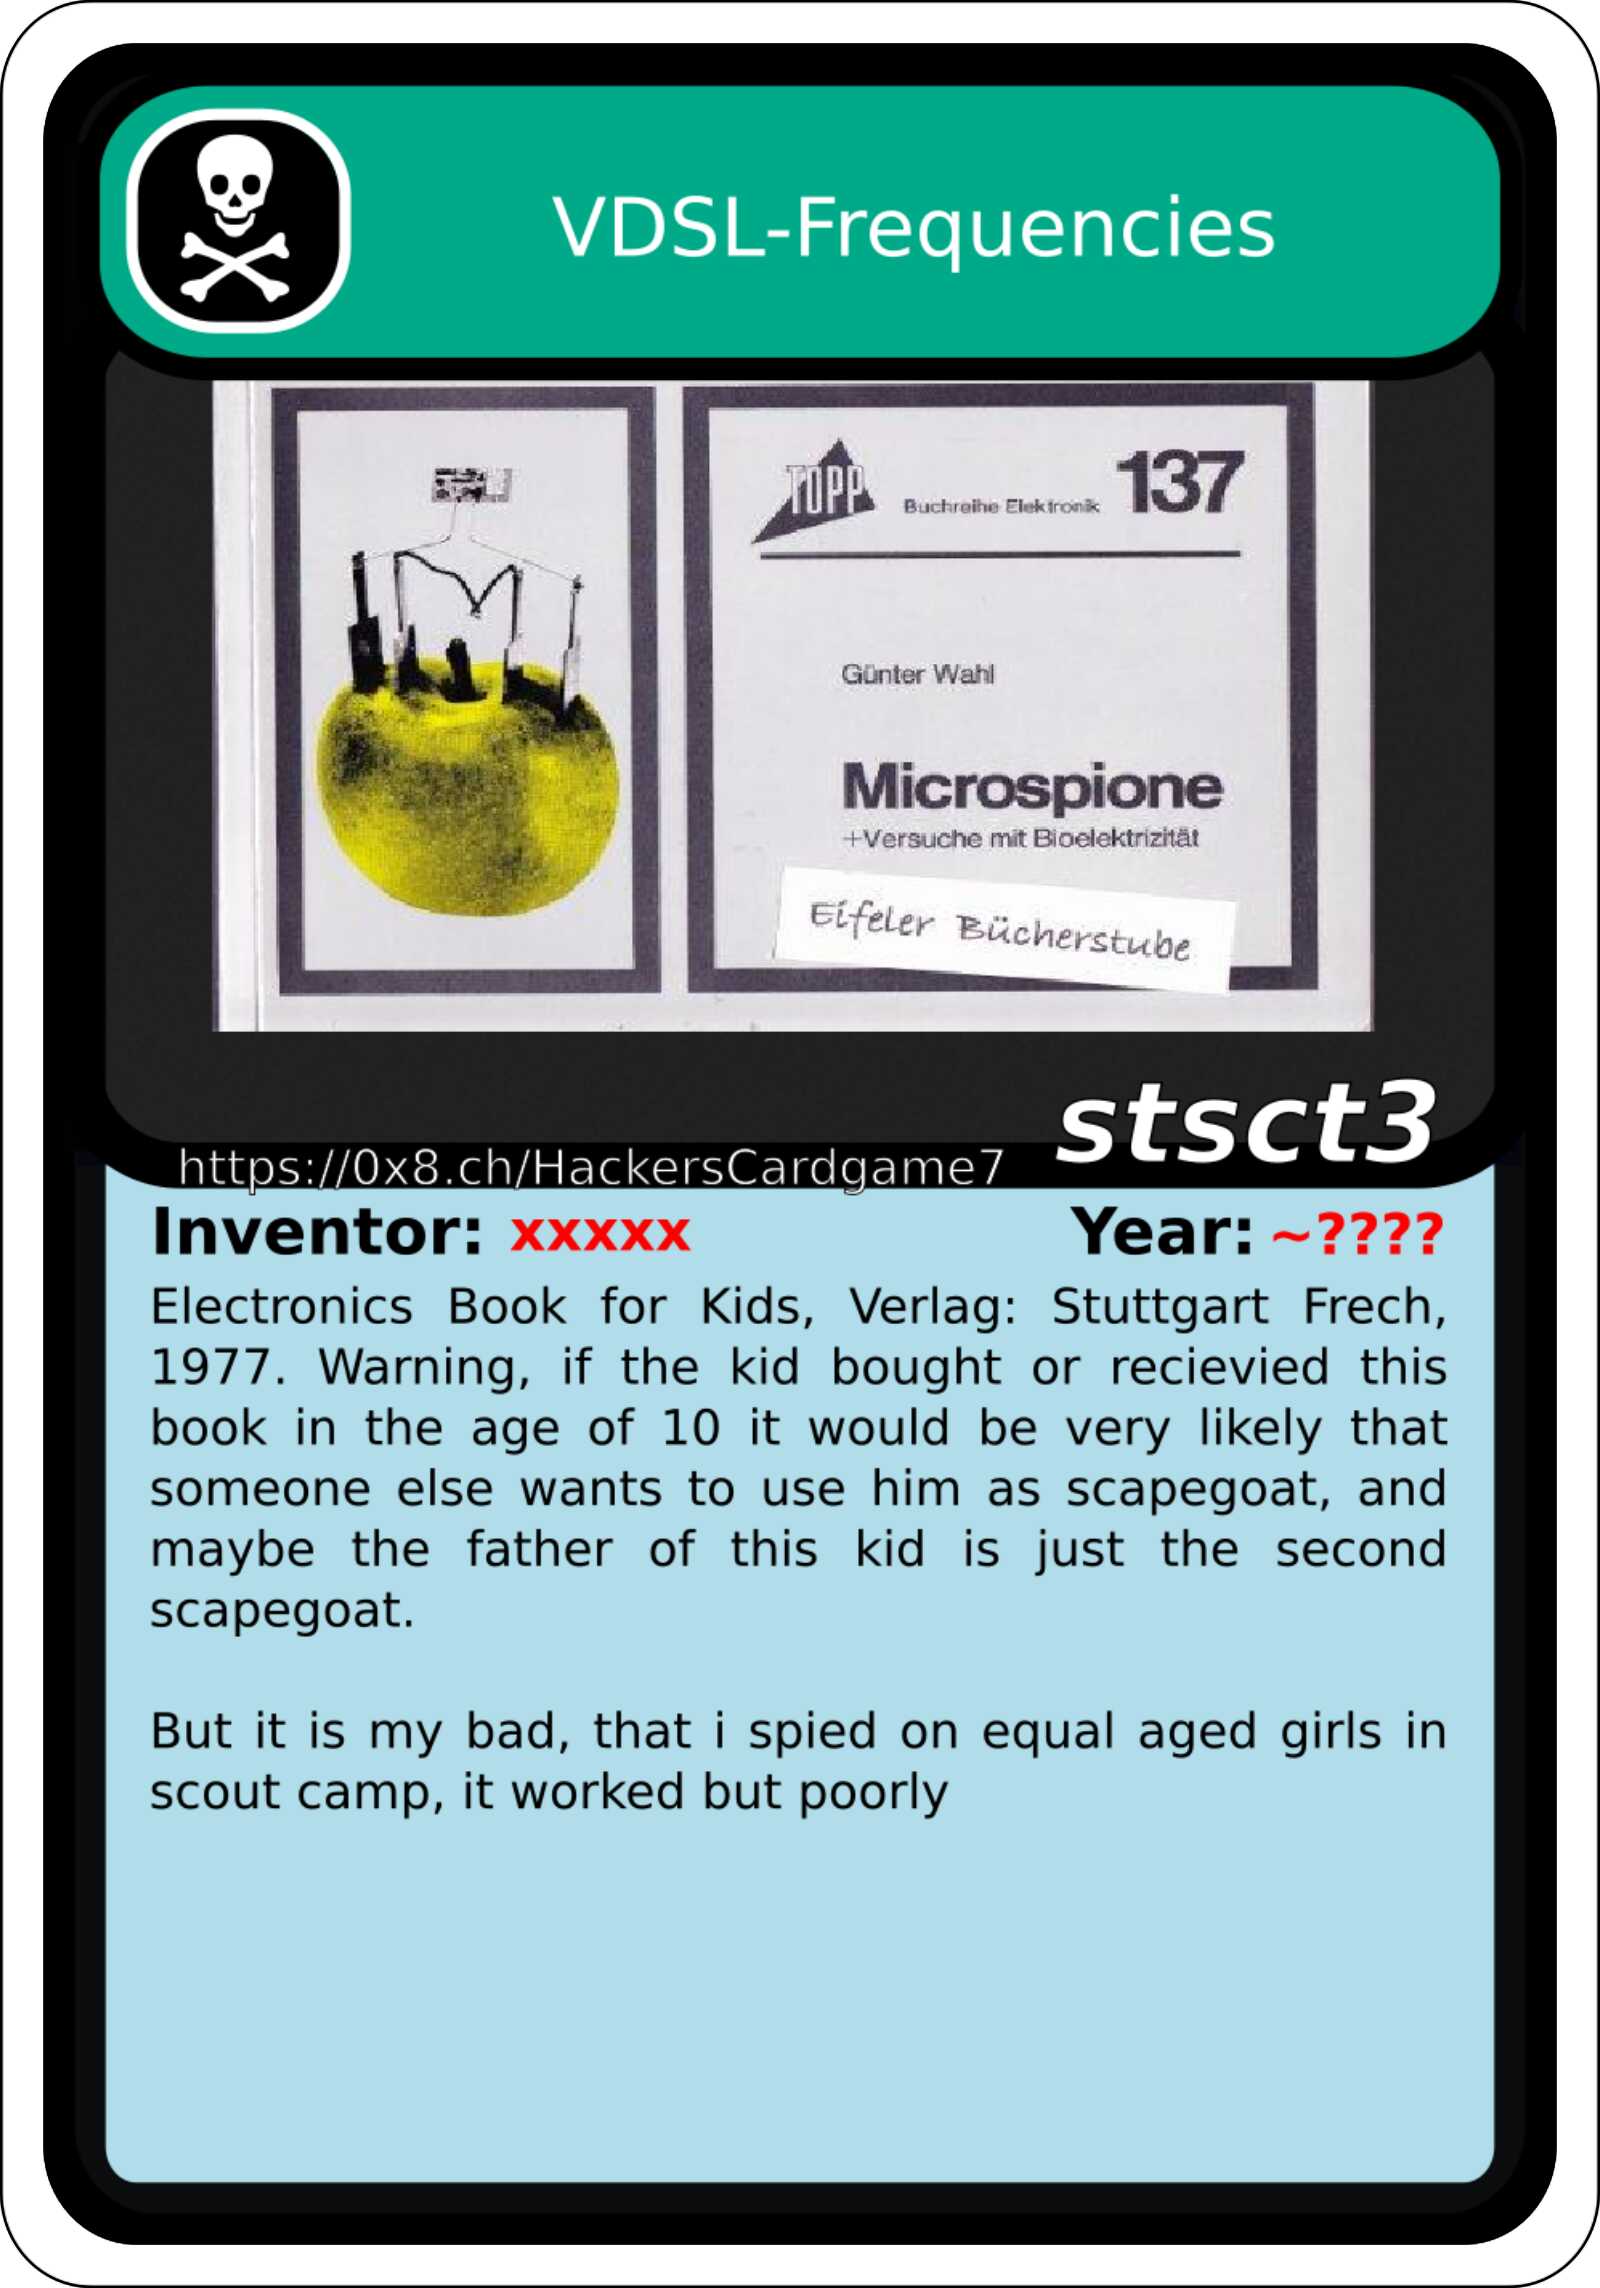 VDSL-Frequencies
TOPP
Buchreihe Elektronik 137
Günter Wahl
Microspione
+Versuche mit Bioelektrizität
Eifeler Bücherstube
stsct3
https://0x8.ch/HackersCardgame7
Inventor: xxxxx Year: ~????
Electronics Book for Kids, Verlag: Stuttgart Frech,
1977. Warning, if the kid bought or recievied this
book in the age of 10 it would be very likely that
someone else wants to use him as scapegoat, and
maybe the father of this kid is just the second
scapegoat.
But it is my bad, that i spied on equal aged girls in
scout camp, it worked but poorly